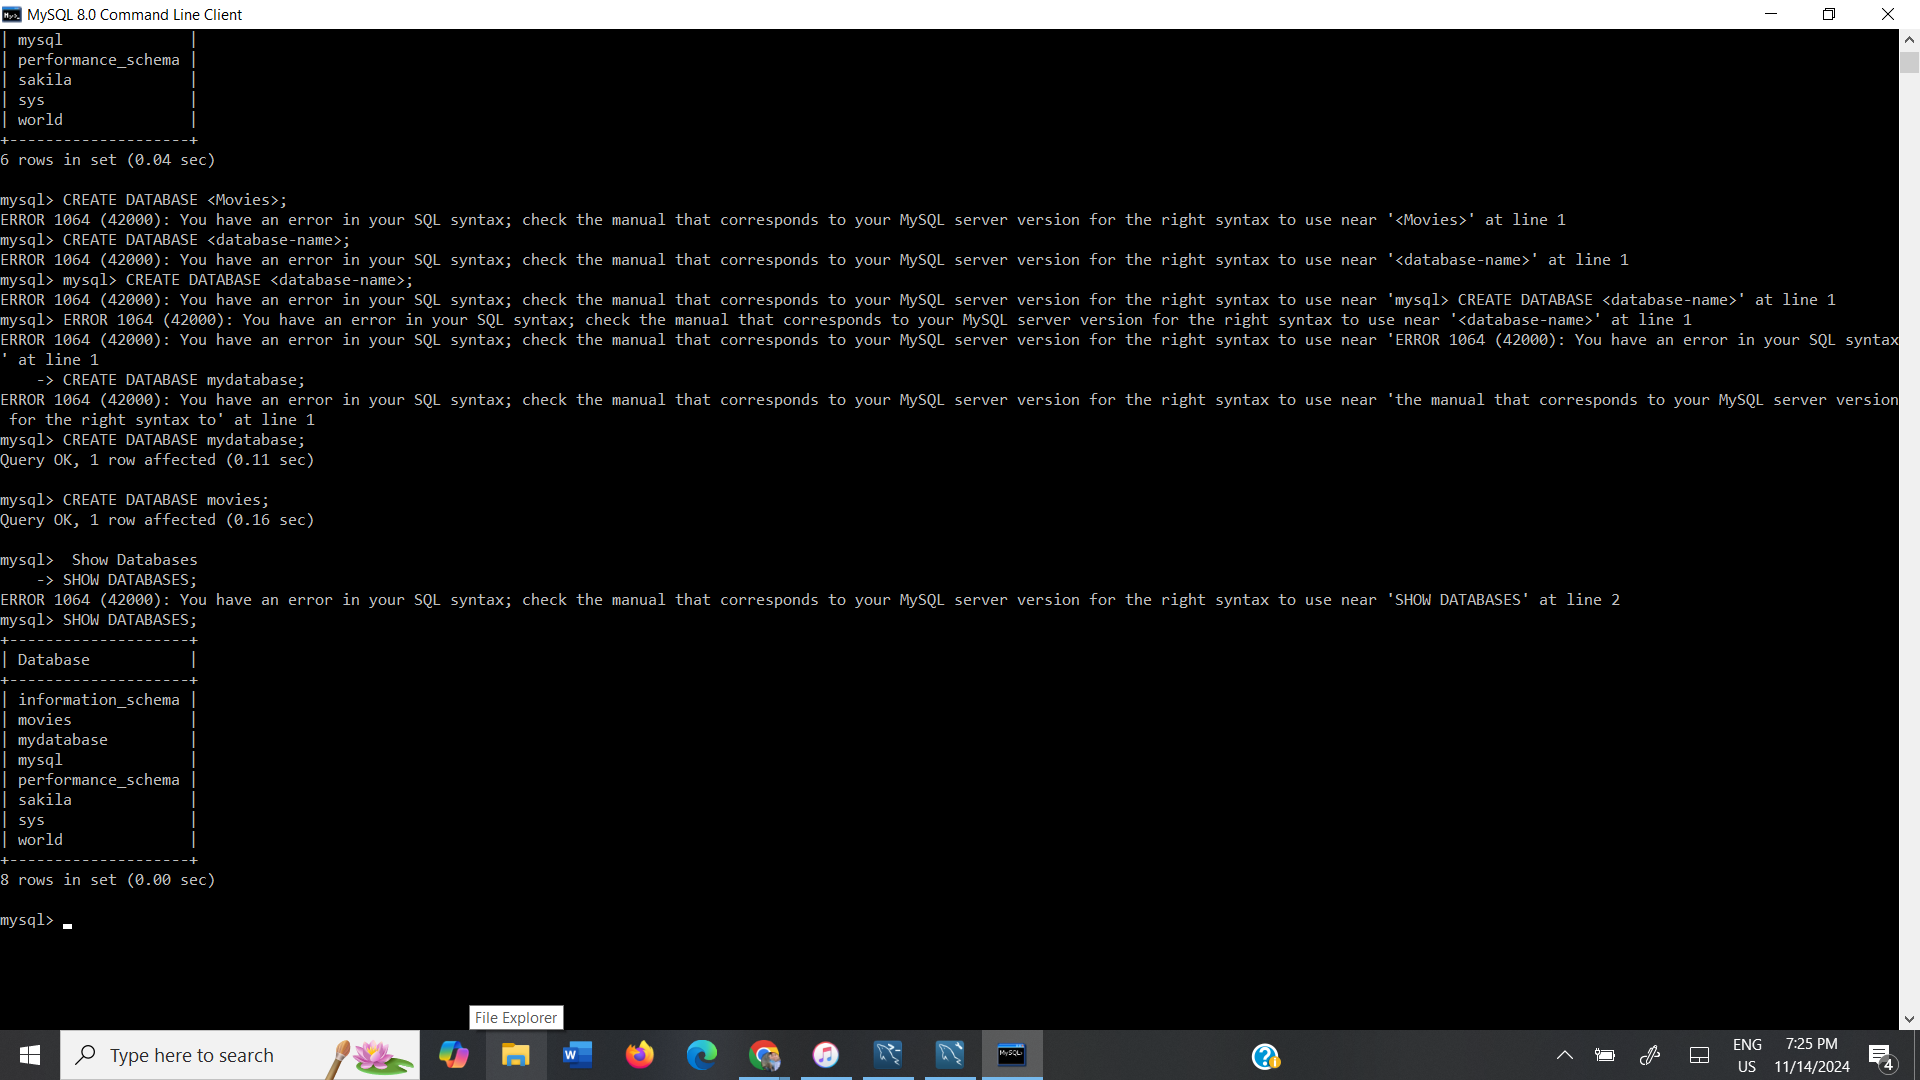 MySQL 8.0 Command Line Client
| mysql              |
| performance_schema |
| sakila             |
| sys                |
| world              |
+--------------------+
6 rows in set (0.04 sec)
mysql> CREATE DATABASE <Movies>;
ERROR 1064 (42000): You have an error in your SQL syntax; check the manual that corresponds to your MySQL server version for the right syntax to use near '<Movies>' at line 1
mysql> CREATE DATABASE <database-name>;
ERROR 1064 (42000): You have an error in your SQL syntax; check the manual that corresponds to your MySQL server version for the right syntax to use near '<database-name>' at line 1
mysql> mysql> CREATE DATABASE <database-name>;
ERROR 1064 (42000): You have an error in your SQL syntax; check the manual that corresponds to your MySQL server version for the right syntax to use near 'mysql> CREATE DATABASE <database-name>' at line 1
mysql> ERROR 1064 (42000): You have an error in your SQL syntax; check the manual that corresponds to your MySQL server version for the right syntax to use near '<database-name>' at line 1
ERROR 1064 (42000): You have an error in your SQL syntax; check the manual that corresponds to your MySQL server version for the right syntax to use near 'ERROR 1064 (42000): You have an error in your SQL syntax
' at line 1
    -> CREATE DATABASE mydatabase;
ERROR 1064 (42000): You have an error in your SQL syntax; check the manual that corresponds to your MySQL server version for the right syntax to use near 'the manual that corresponds to your MySQL server version
 for the right syntax to' at line 1
mysql> CREATE DATABASE mydatabase;
Query OK, 1 row affected (0.11 sec)
mysql> CREATE DATABASE movies;
Query OK, 1 row affected (0.16 sec)
mysql>  Show Databases
    -> SHOW DATABASES;
ERROR 1064 (42000): You have an error in your SQL syntax; check the manual that corresponds to your MySQL server version for the right syntax to use near 'SHOW DATABASES' at line 2
mysql> SHOW DATABASES;
+--------------------+
| Database           |
+--------------------+
| information_schema |
| movies             |
| mydatabase         |
| mysql              |
| performance_schema |
| sakila             |
| sys                |
| world              |
+--------------------+
8 rows in set (0.00 sec)
mysql>
File Explorer
Type here to search
ENG
US
7:25 PM
11/14/2024
4